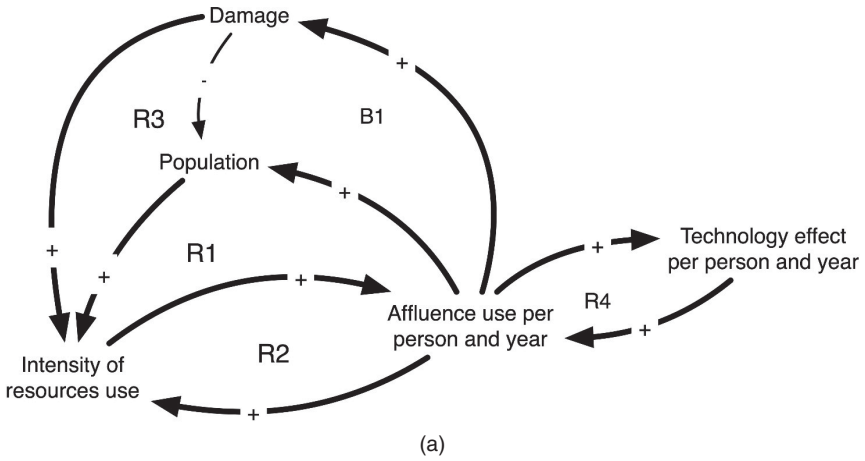 Damage
+
-
R3
B1
Population
+
+
+
R1
+
Technology effect
per person and year
+
R4
Affluence use per
person and year
+
R2
Intensity of
resources use
+
(a)